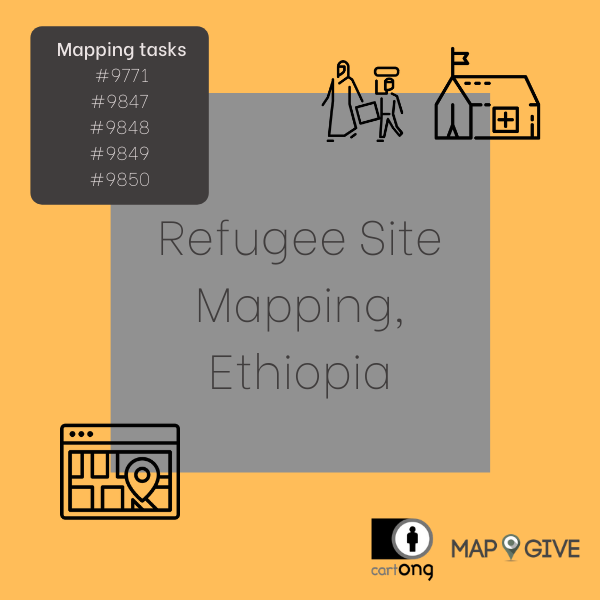 Mapping tasks
#9771
#9847
#9848
#9849
#9850
Refugee Site
Mapping,
Ethiopia
cartong
MAP GIVE